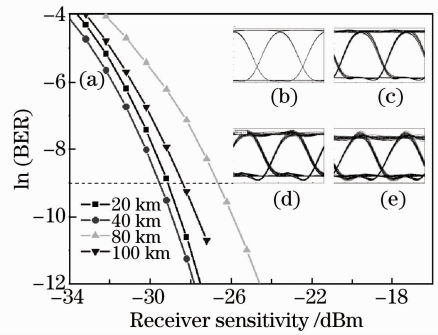 ln (BER)
−4
−6
−8
−10
−12
(a)
(b)
(c)
(d)
(e)
20 km
40 km
80 km
100 km
−34
−30
−26
−22
−18
Receiver sensitivity /dBm